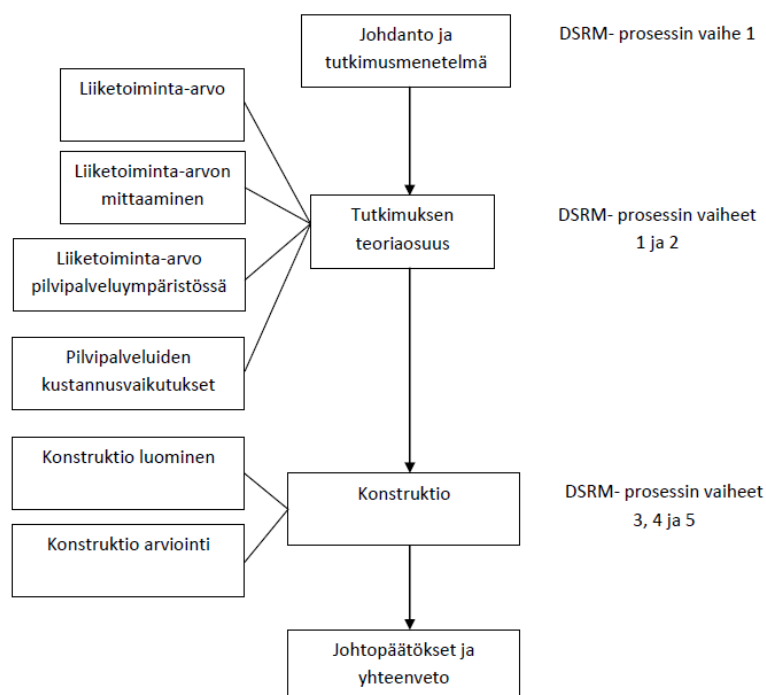 Johdanto ja
tutkimusmenetelmä
DSRM- prosessin vaihe 1
Liiketoiminta-arvo
Liiketoiminta-arvon
mittaaminen
Tutkimuksen
teoriaosuus
DSRM- prosessin vaiheet
1 ja 2
Liiketoiminta-arvo
pilvipalveluympäristössä
Pilvipalveluiden
kustannusvaikutukset
Konstruktio luominen
Konstruktio
DSRM- prosessin vaiheet
3, 4 ja 5
Konstruktio arviointi
Johtopäätökset ja
yhteenveto